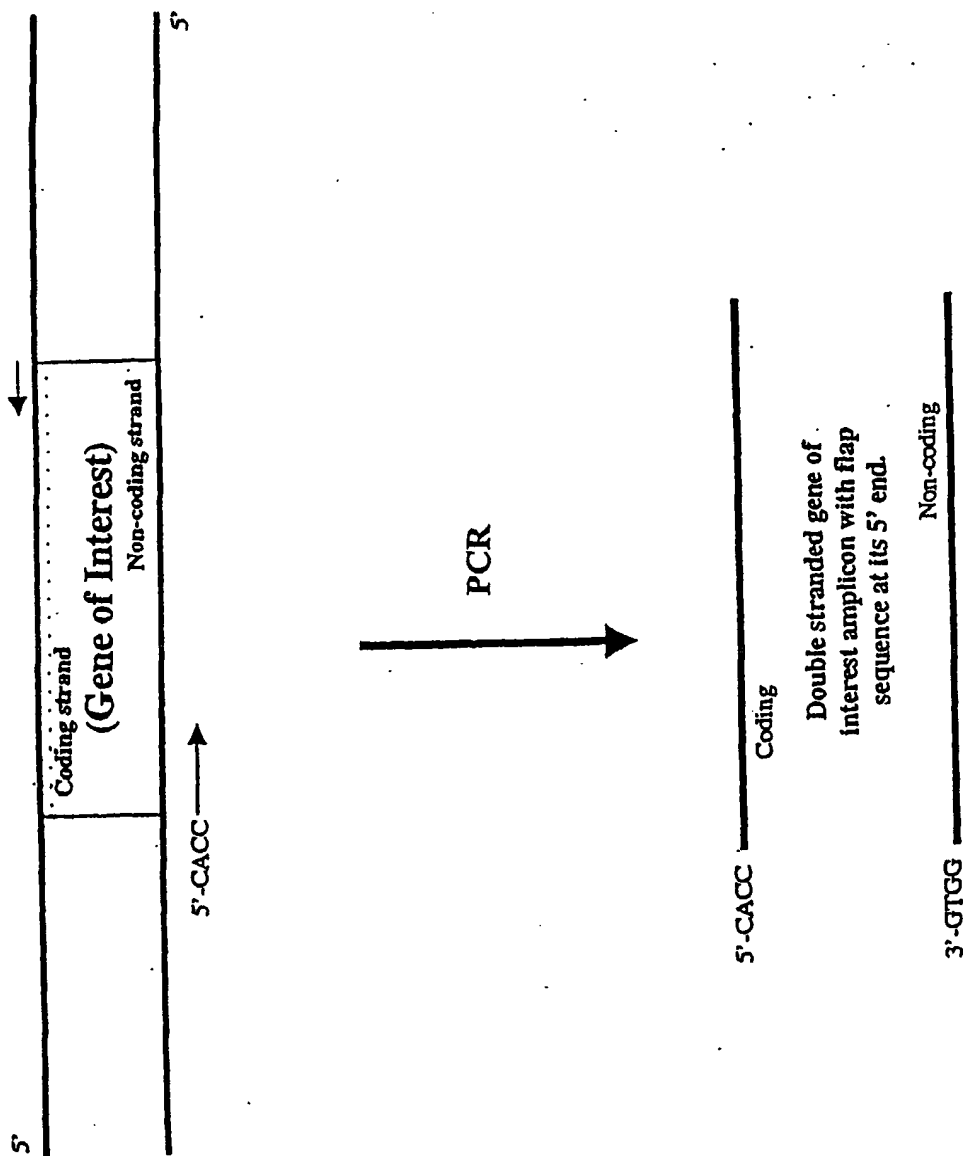 5'
5'
Coding strand
(Gene of Interest)
Non-coding strand
5'-CACC
PCR
5'-CACC
Coding
Double stranded gene of
interest amplicon with flap
sequence at its 5' end.
Non-coding
3'-GTGG